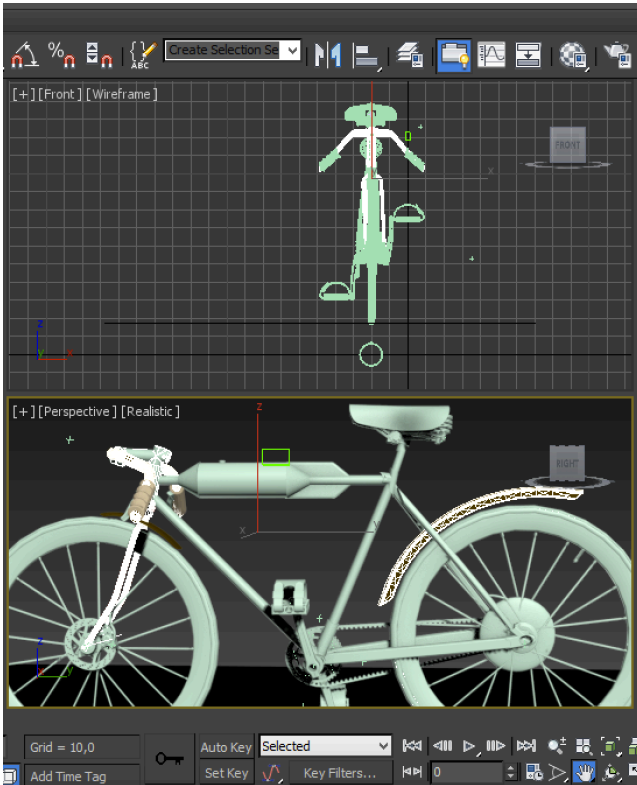 %
{} ABC Create Selection Se
[+][Front][Wireframe]
FRONT
x
z
y x
[+][Perspective][Realistic]
z
RIGHT
x y
z
x y
Grid = 10,0 Auto Key Selected
Add Time Tag Set Key Key Filters... 0